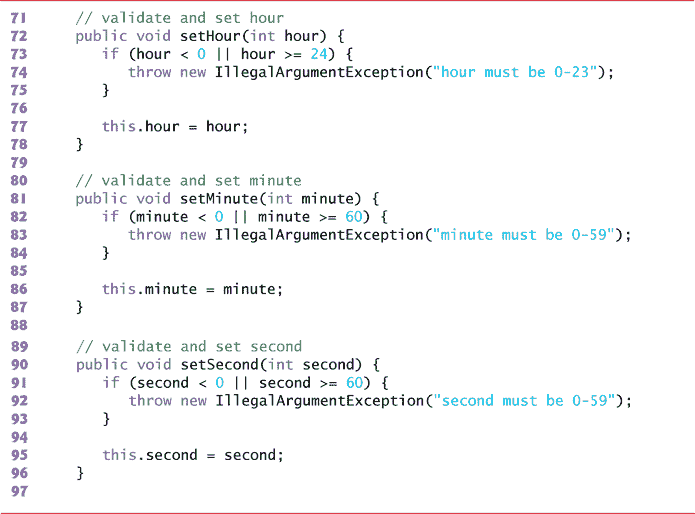 71 // validate and set hour
72 public void setHour(int hour) {
73 if (hour < 0 || hour >= 24) {
74 throw new IllegalArgumentException("hour must be 0-23");
75 }
76
77 this.hour = hour;
78 }
79
80 // validate and set minute
81 public void setMinute(int minute) {
82 if (minute < 0 || minute >= 60) {
83 throw new IllegalArgumentException("minute must be 0-59");
84 }
85
86 this.minute = minute;
87 }
88
89 // validate and set second
90 public void setSecond(int second) {
91 if (second < 0 || second >= 60) {
92 throw new IllegalArgumentException("second must be 0-59");
93 }
94
95 this.second = second;
96 }
97